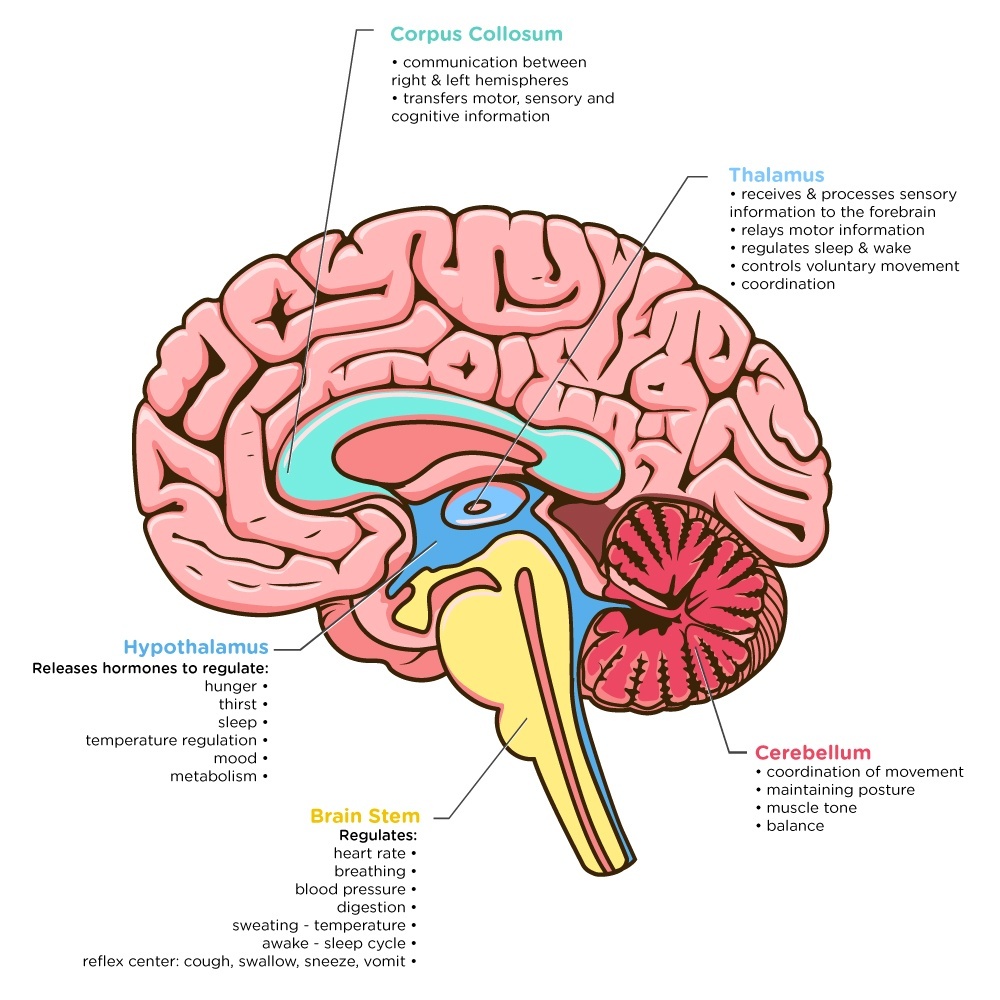 Corpus Collosum
• communication between
right & left hemispheres
• transfers motor, sensory and
cognitive information
Thalamus
• receives & processes sensory
information to the forebrain
• relays motor information
• regulates sleep & wake
• controls voluntary movement
• coordination
Hypothalamus
Releases hormones to regulate:
hunger •
thirst •
sleep •
temperature regulation •
mood •
metabolism •
Cerebellum
• coordination of movement
• maintaining posture
• muscle tone
• balance
Brain Stem
Regulates:
heart rate •
breathing •
blood pressure •
digestion •
sweating - temperature •
awake - sleep cycle •
reflex center: cough, swallow, sneeze, vomit •